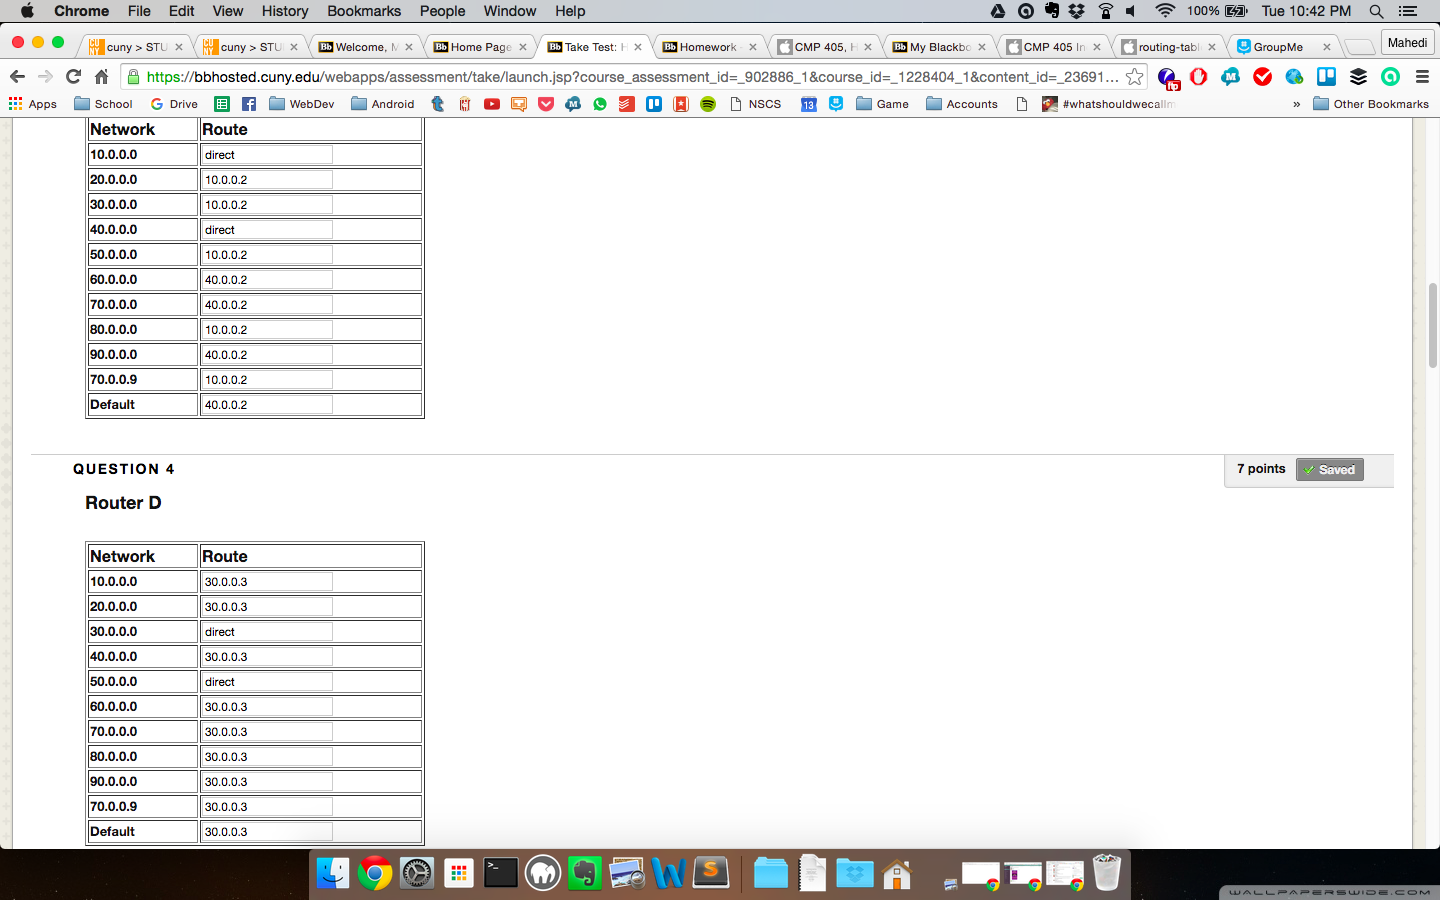 Chrome File Edit View History Bookmarks People Window Help 100% Tue 10:42 PM
cuny > STU cuny > STU Bb Welcome, M Bb Home Page Bb Take Test: H Bb Homework CMP 405, H Bb My Blackbo CMP 405 In routing-tabl GroupMe Mahedi
https://bbhosted.cuny.edu/webapps/assessment/take/launch.jsp?course_assessment_id=_902886_1&course_id=_1228404_1&content_id=_23691...
Apps School Drive WebDev Android NSCS 13 Game Accounts #whatshouldwecallm » Other Bookmarks
Network Route
10.0.0.0 direct
20.0.0.0 10.0.0.2
30.0.0.0 10.0.0.2
40.0.0.0 direct
50.0.0.0 10.0.0.2
60.0.0.0 40.0.0.2
70.0.0.0 40.0.0.2
80.0.0.0 10.0.0.2
90.0.0.0 40.0.0.2
70.0.0.9 10.0.0.2
Default 40.0.0.2
QUESTION 4 7 points Saved
Router D
Network Route
10.0.0.0 30.0.0.3
20.0.0.0 30.0.0.3
30.0.0.0 direct
40.0.0.0 30.0.0.3
50.0.0.0 direct
60.0.0.0 30.0.0.3
70.0.0.0 30.0.0.3
80.0.0.0 30.0.0.3
90.0.0.0 30.0.0.3
70.0.0.9 30.0.0.3
Default 30.0.0.3
WALLPAPERSWIDE.COM